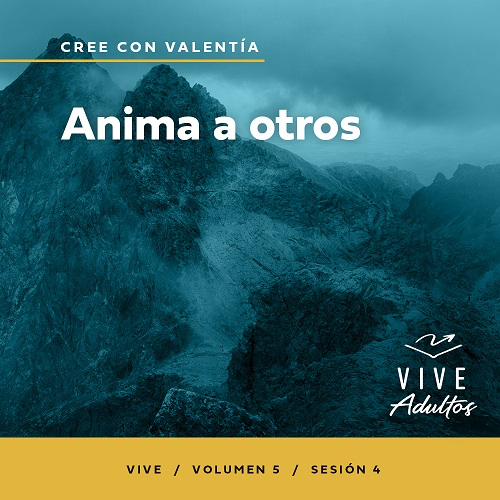 CREE CON VALENTÍA
Anima a otros
VIVE
Adultos
VIVE / VOLUMEN 5 / SESIÓN 4